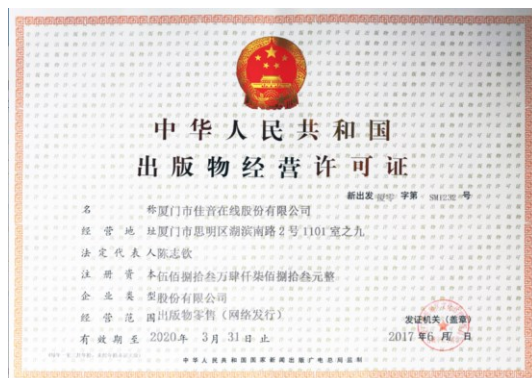 中华人民共和国
出版物经营许可证
新出发厦零字第 SM1232 号
名 称厦门市佳音在线股份有限公司
经营地址厦门市思明区湖滨南路2号1101室之九
法定代表人陈志钦
注册资本伍佰捌拾叁万肆仟柒佰捌拾叁元整
企业类型股份有限公司
经营范围出版物零售（网络发行）
发证机关（盖章）
有效期至 2020年 3月 31日止
2017年6月 日
中华人民共和国国家新闻出版广电总局监制